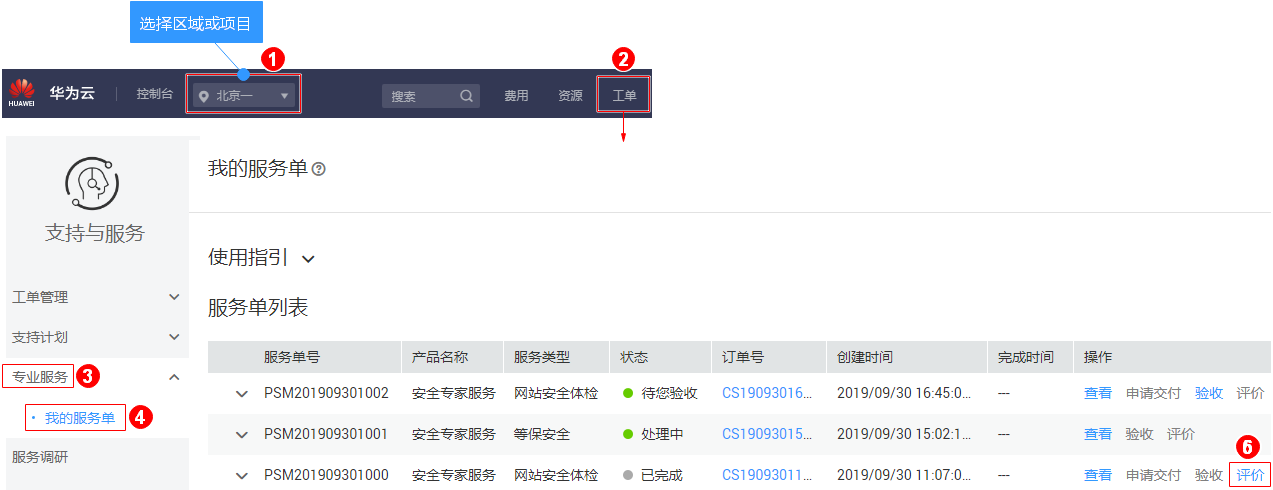 选择区域或项目
1
2
HUAWEI 华为云 控制台 北京一 搜索 费用 资源 工单
我的服务单 ?
支持与服务
使用指引
工单管理
服务单列表
支持计划
服务单号 产品名称 服务类型 状态 订单号 创建时间 完成时间 操作
专业服务 3
PSM201909301002 安全专家服务 网站安全体检 待您验收 CS19093016... 2019/09/30 16:45:0... --- 查看 申请交付 验收 评价
我的服务单 4
PSM201909301001 安全专家服务 等保安全 处理中 CS19093015... 2019/09/30 15:02:1... --- 查看 验收 评价
6
服务调研
PSM201909301000 安全专家服务 网站安全体检 已完成 CS19093011... 2019/09/30 11:07:0... --- 查看 申请交付 验收 评价